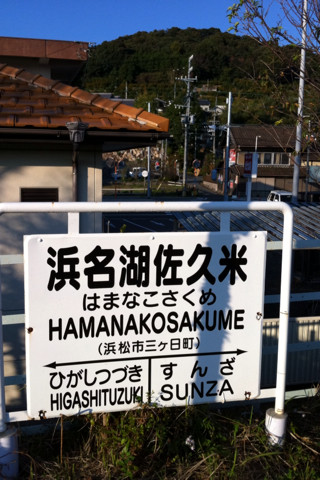 浜名湖佐久米
はまなこさくめ
HAMANAKOSAKUME
(浜松市三ヶ日町)
ひがしつづき すんざ
HIGASHITUZUKI SUNZA